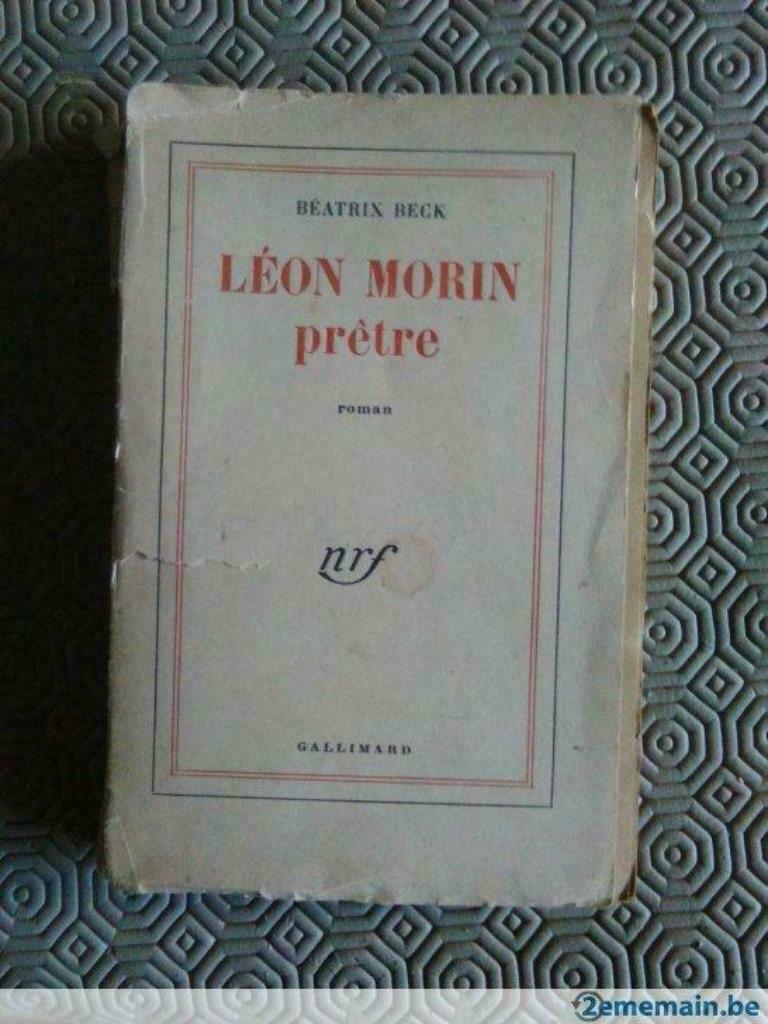 BÉATRIX BECK
LÉON MORIN
prêtre
roman
nrf
GALLIMARD
2ememain.be